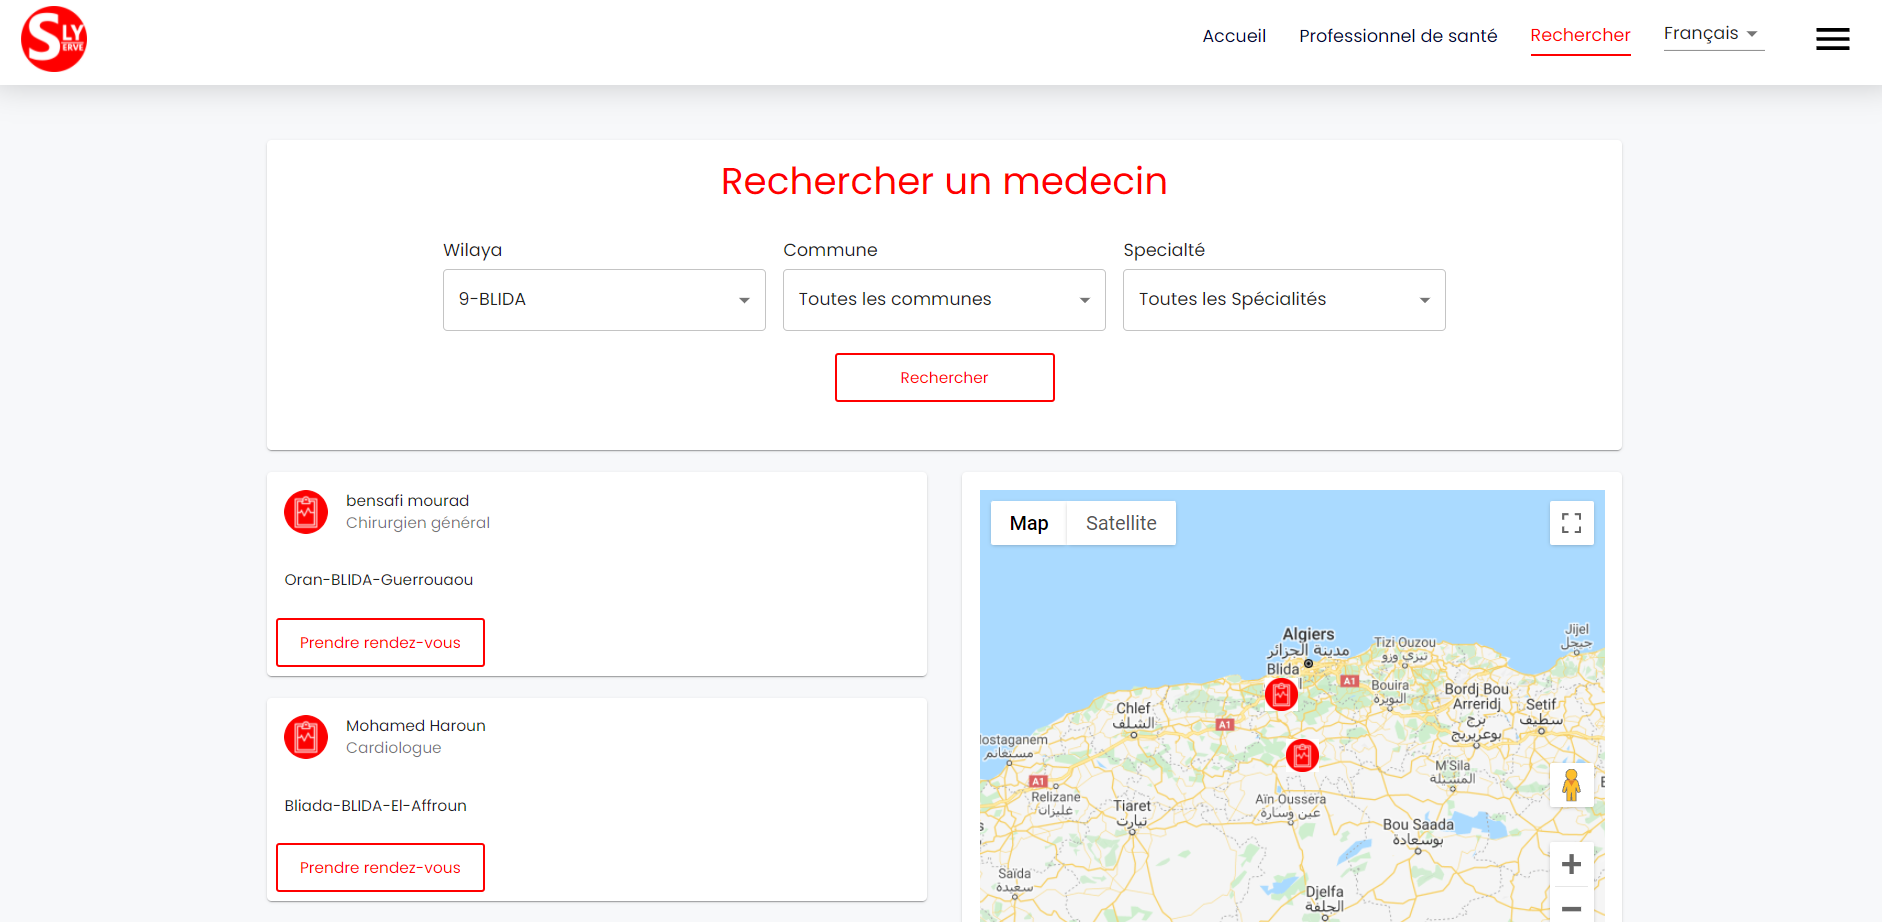 SLY
ERVE
Accueil
Professionnel de santé
Rechercher
Français
Rechercher un medecin
Wilaya
Commune
Specialté
9-BLIDA
Toutes les communes
Toutes les Spécialités
Rechercher
bensafi mourad
Chirurgien général
Oran-BLIDA-Guerrouaou
Prendre rendez-vous
Mohamed Haroun
Cardiologue
Bliada-BLIDA-El-Affroun
Prendre rendez-vous
Map
Satellite
Algiers
مدينة الجزائر
Tizi Ouzou
تيزي وزو
Jijel
جيجل
Blida
A1
Bouira
البويرة
Bordj Bou
Arreridj
برج
بوعريريج
Setif
سطيف
Chlef
الشلف
A1
ostaganem
مستغانم
A1
Relizane
غليزان
Tiaret
تيارت
Aïn Oussera
عين وسارة
M'Sila
المسيلة
Bou Saada
بوسعادة
Saïda
سعيدة
Djelfa
الجلفة